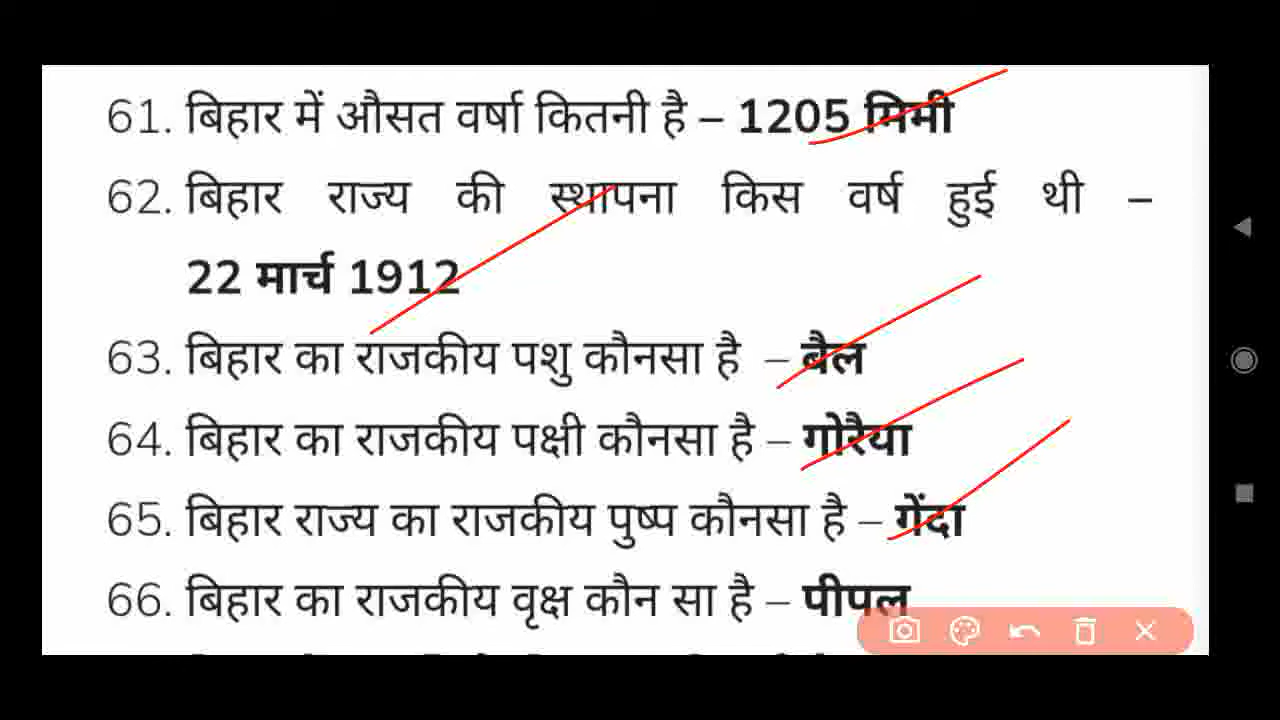 61. बिहार में औसत वर्षा कितनी है – 1205 मिमी
62. बिहार राज्य की स्थापना किस वर्ष हुई थी –
22 मार्च 1912
63. बिहार का राजकीय पशु कौनसा है – बैल
64. बिहार का राजकीय पक्षी कौनसा है – गोरैया
65. बिहार राज्य का राजकीय पुष्प कौनसा है – गेंदा
66. बिहार का राजकीय वृक्ष कौन सा है – पीपल